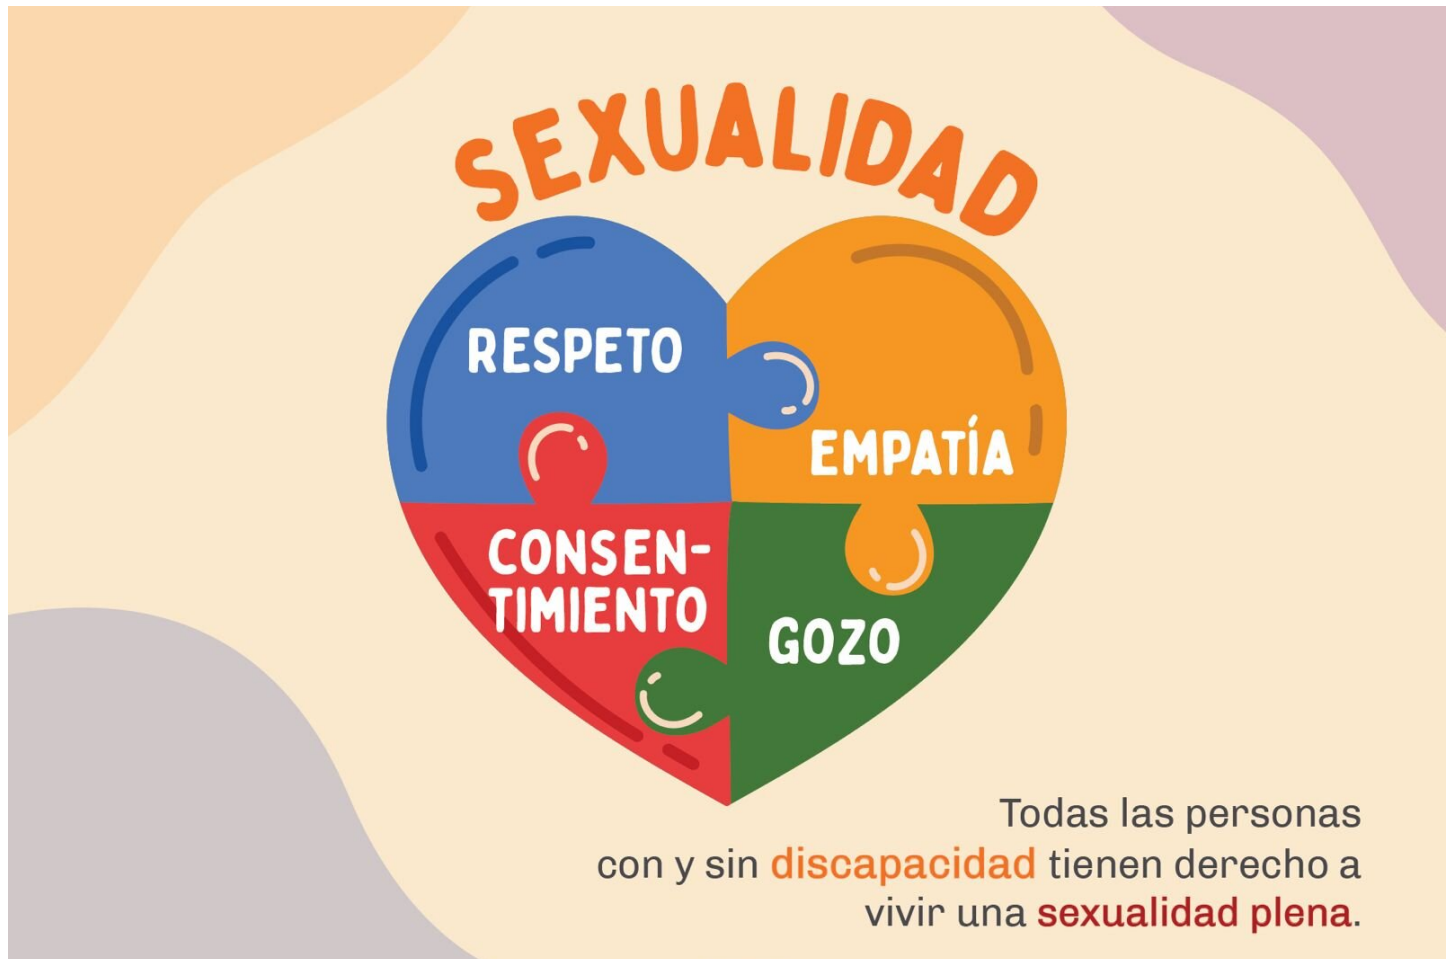 SEXUALIDAD
RESPETO
EMPATÍA
CONSEN-
TIMIENTO
GOZO
Todas las personas
con y sin discapacidad tienen derecho a
vivir una sexualidad plena.